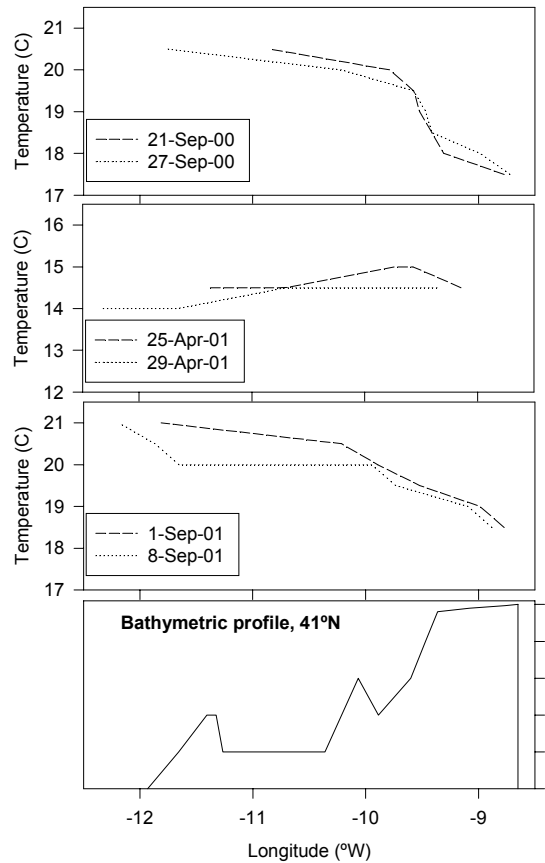 21
20
19
18
17
Temperature (C)
21-Sep-00
27-Sep-00
16
15
14
13
12
Temperature (C)
25-Apr-01
29-Apr-01
21
20
19
18
17
Temperature (C)
1-Sep-01
8-Sep-01
Bathymetric profile, 41ºN
-12 -11 -10 -9
Longitude (ºW)